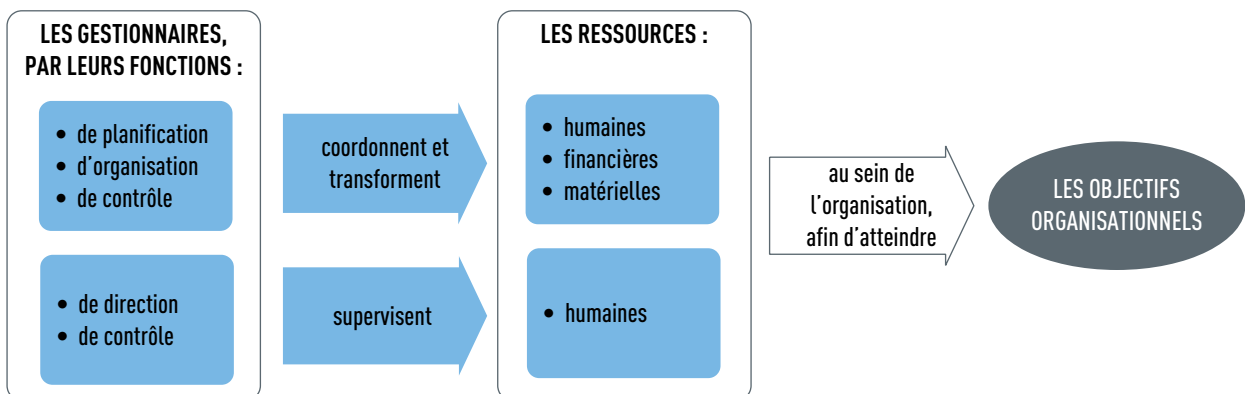 LES GESTIONNAIRES,
PAR LEURS FONCTIONS :
• de planification
• d'organisation
• de contrôle
coordonnent et
transforment
LES RESSOURCES :
• humaines
• financières
• matérielles
• de direction
• de contrôle
supervisent
• humaines
au sein de
l'organisation,
afin d'atteindre
LES OBJECTIFS
ORGANISATIONNELS